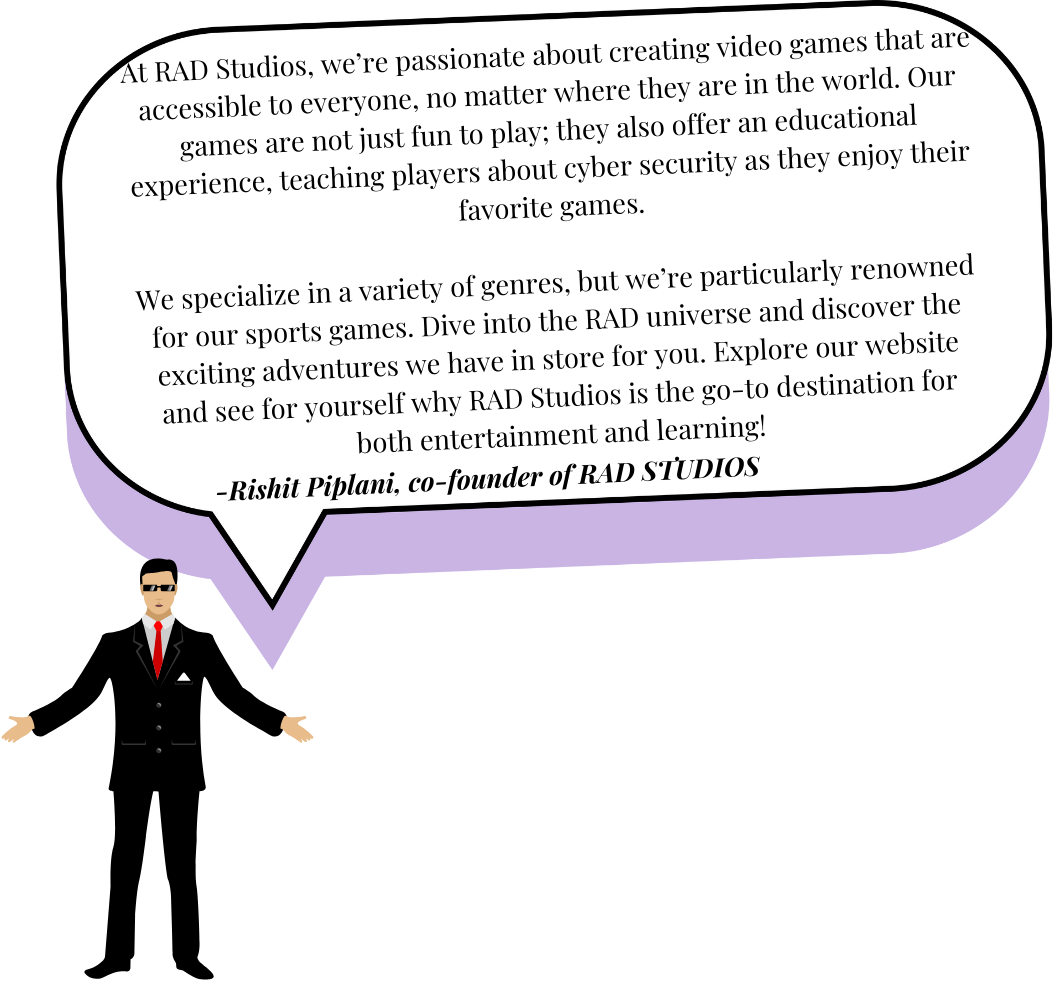 At RAD Studios, we’re passionate about creating video games that are
accessible to everyone, no matter where they are in the world. Our
games are not just fun to play; they also offer an educational
experience, teaching players about cyber security as they enjoy their
favorite games.
We specialize in a variety of genres, but we’re particularly renowned
for our sports games. Dive into the RAD universe and discover the
exciting adventures we have in store for you. Explore our website
and see for yourself why RAD Studios is the go-to destination for
both entertainment and learning!
-Rishit Piplani, co-founder of RAD STUDIOS